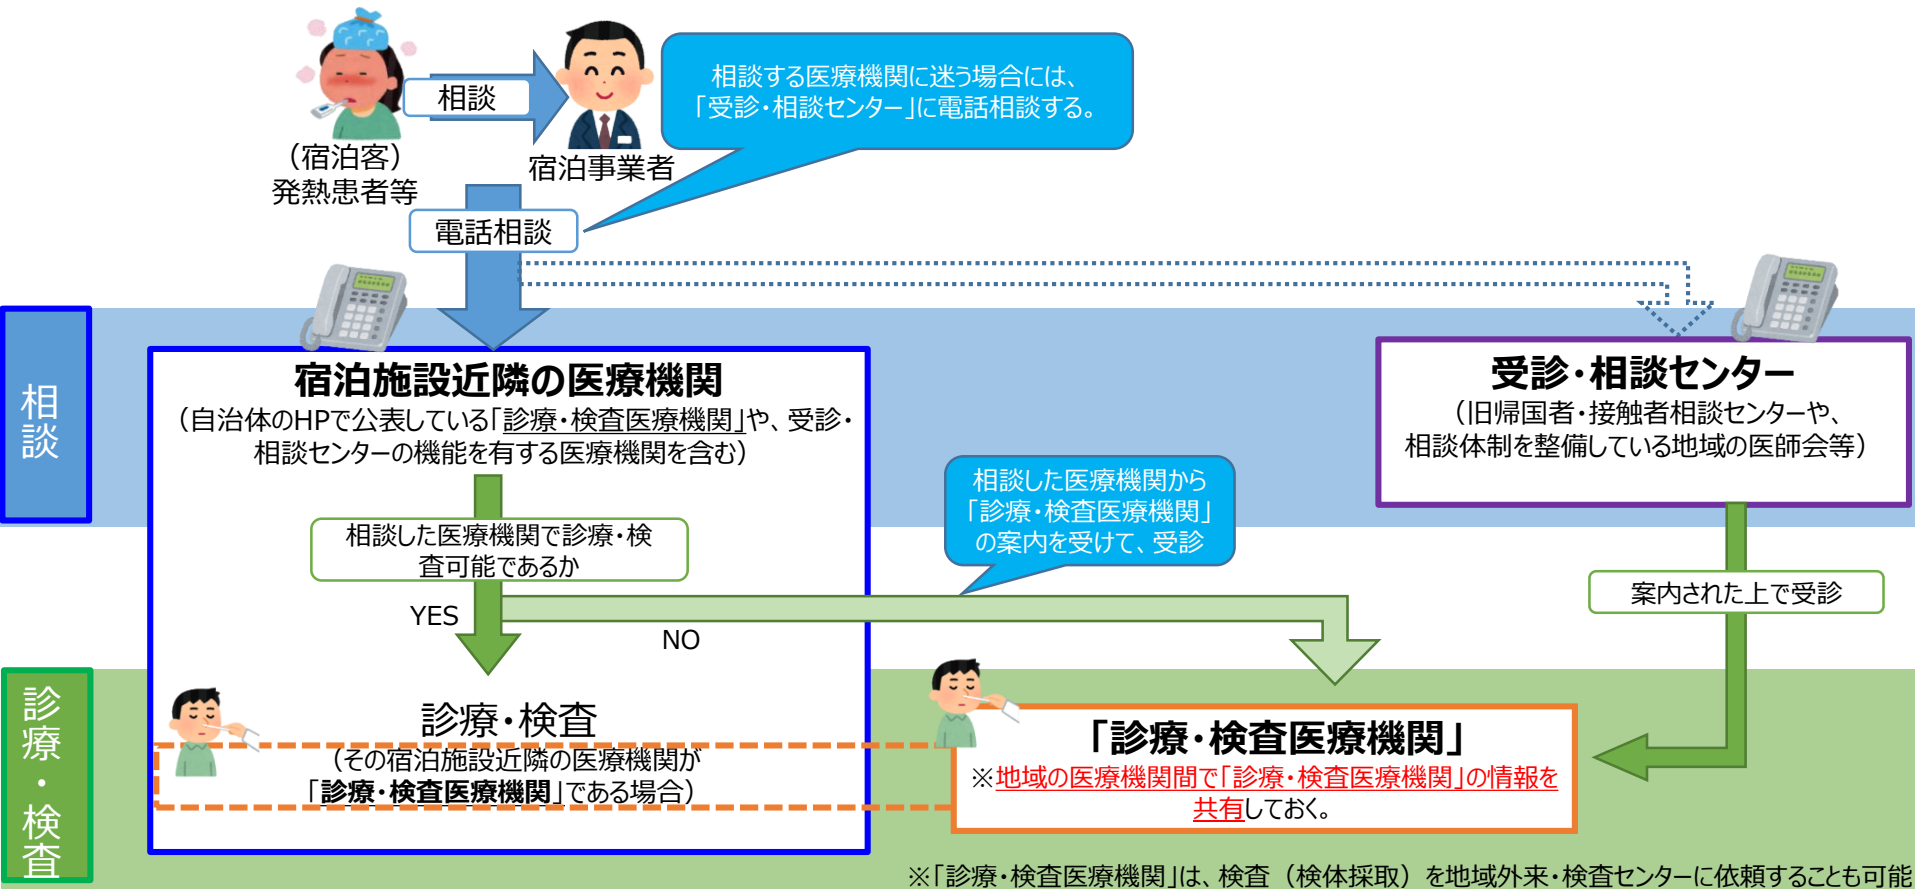 相談
相談する医療機関に迷う場合には、
「受診・相談センター」に電話相談する。
（宿泊客）
発熱患者等
宿泊事業者
電話相談
相談
宿泊施設近隣の医療機関
（自治体のHPで公表している「診療・検査医療機関」や、受診・
相談センターの機能を有する医療機関を含む）
受診・相談センター
（旧帰国者・接触者相談センターや、
相談体制を整備している地域の医師会等）
相談した医療機関から
「診療・検査医療機関」
の案内を受けて、受診
相談した医療機関で診療・検
査可能であるか
YES
NO
案内された上で受診
診療・検査
診療・検査
（その宿泊施設近隣の医療機関が
「診療・検査医療機関」である場合）
「診療・検査医療機関」
※地域の医療機関間で「診療・検査医療機関」の情報を
共有しておく。
※「診療・検査医療機関」は、検査（検体採取）を地域外来・検査センターに依頼することも可能